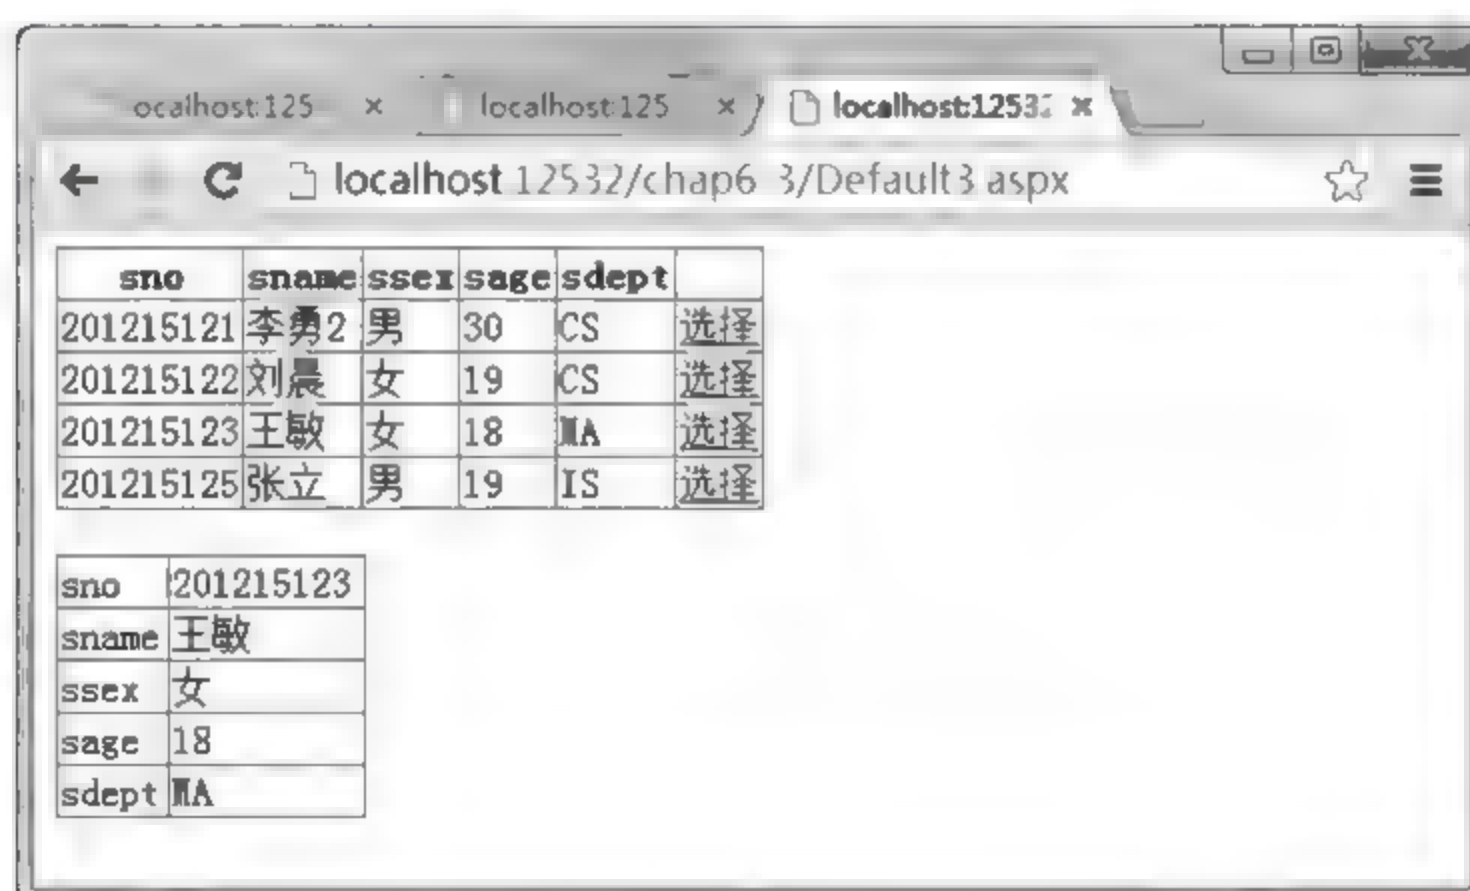 ocalhost:125 × localhost:125 × localhost:12532 ×
localhost:12532/chap6_3/Default3.aspx
sno sname ssex sage sdept
201215121 李勇2 男 30 CS 选择
201215122 刘晨 女 19 CS 选择
201215123 王敏 女 18 MA 选择
201215125 张立 男 19 IS 选择
sno 201215123
sname 王敏
ssex 女
sage 18
sdept MA